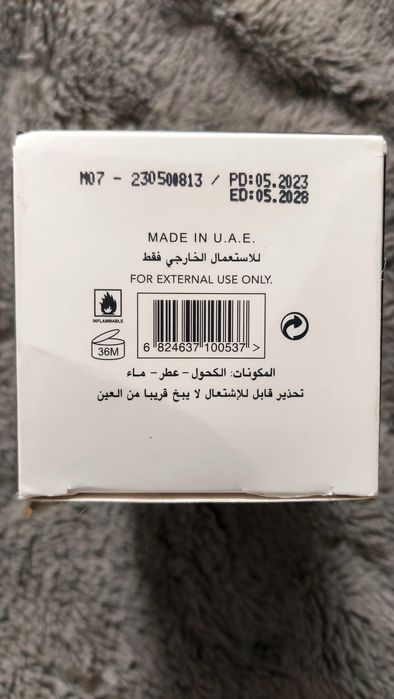 M07 - 230500813 / PD:05.2023
ED:05.2028
MADE IN U.A.E.
للاستعمال الخارجي فقط
FOR EXTERNAL USE ONLY.
INFLAMMABLE
36M
6 824637 100537 >
المكونات: الكحول - عطر - ماء
تحذير قابل للإشتعال لا يبخ قريبا من العين